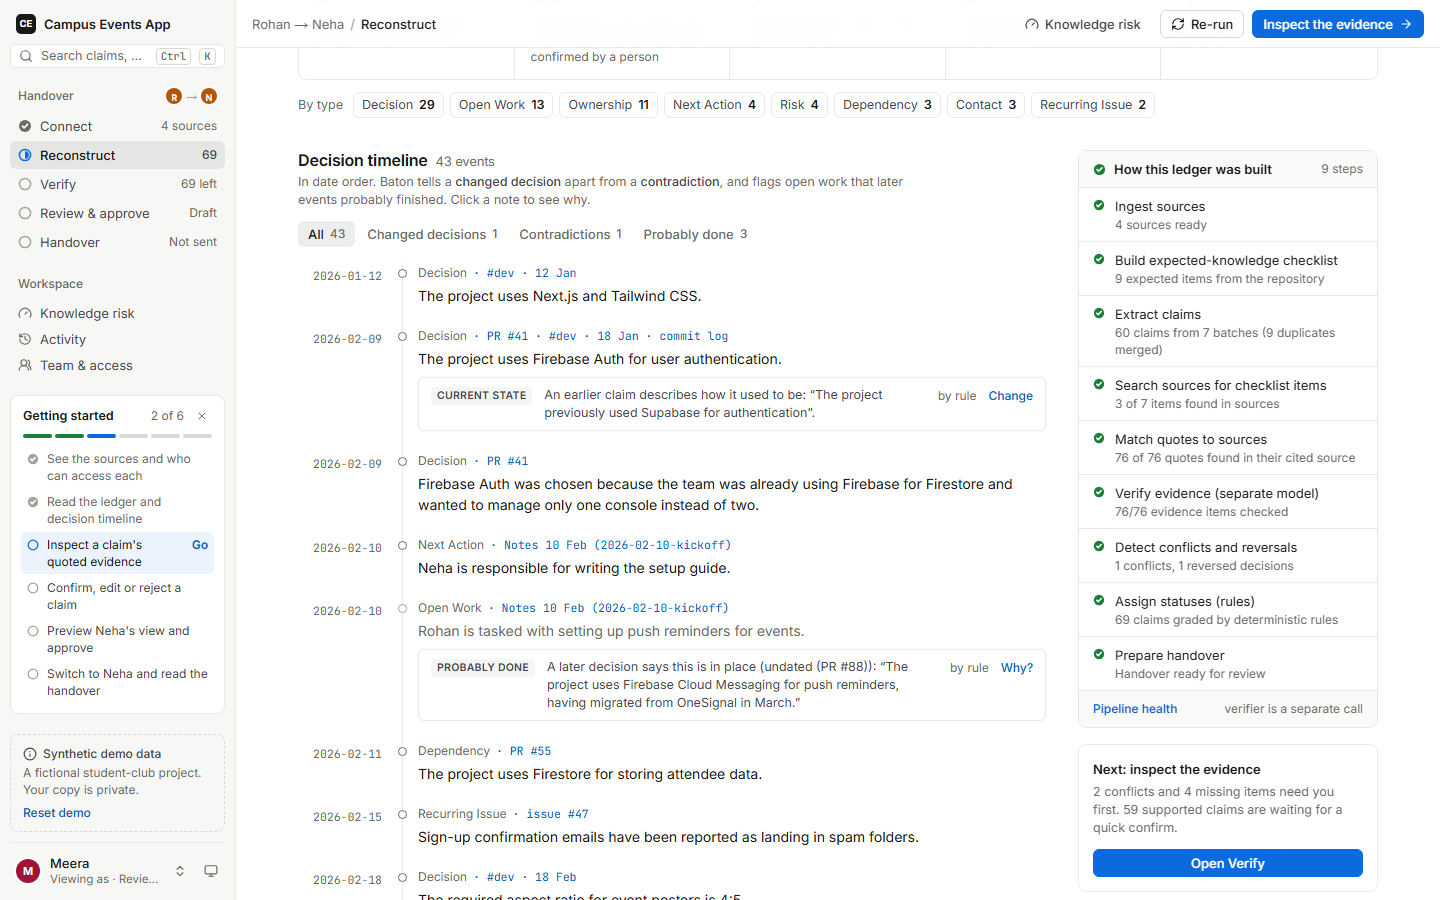 CE Campus Events App
Search claims, ... Ctrl K
Handover R → N
Connect 4 sources
Reconstruct 69
Verify 69 left
Review & approve Draft
Handover Not sent
Workspace
Knowledge risk
Activity
Team & access
Getting started 2 of 6
See the sources and who
can access each
Read the ledger and
decision timeline
Inspect a claim's Go
quoted evidence
Confirm, edit or reject a
claim
Preview Neha's view and
approve
Switch to Neha and read the
handover
Synthetic demo data
A fictional student-club project.
Your copy is private.
Reset demo
M Meera
Viewing as · Revie...
Rohan → Neha / Reconstruct
Knowledge risk Re-run Inspect the evidence →
confirmed by a person
By type Decision 29 Open Work 13 Ownership 11 Next Action 4 Risk 4 Dependency 3 Contact 3 Recurring Issue 2
Decision timeline 43 events
In date order. Baton tells a changed decision apart from a contradiction, and flags open work that later
events probably finished. Click a note to see why.
All 43 Changed decisions 1 Contradictions 1 Probably done 3
2026-01-12 Decision · #dev · 12 Jan
The project uses Next.js and Tailwind CSS.
2026-02-09 Decision · PR #41 · #dev · 18 Jan · commit log
The project uses Firebase Auth for user authentication.
CURRENT STATE An earlier claim describes how it used to be: “The project by rule Change
previously used Supabase for authentication”.
2026-02-09 Decision · PR #41
Firebase Auth was chosen because the team was already using Firebase for Firestore and
wanted to manage only one console instead of two.
2026-02-10 Next Action · Notes 10 Feb (2026-02-10-kickoff)
Neha is responsible for writing the setup guide.
2026-02-10 Open Work · Notes 10 Feb (2026-02-10-kickoff)
Rohan is tasked with setting up push reminders for events.
PROBABLY DONE A later decision says this is in place (undated (PR #88)): “The by rule Why?
project uses Firebase Cloud Messaging for push reminders,
having migrated from OneSignal in March.”
2026-02-11 Dependency · PR #55
The project uses Firestore for storing attendee data.
2026-02-15 Recurring Issue · issue #47
Sign-up confirmation emails have been reported as landing in spam folders.
2026-02-18 Decision · #dev · 18 Feb
The required aspect ratio for event posters is 4:5.
How this ledger was built 9 steps
Ingest sources
4 sources ready
Build expected-knowledge checklist
9 expected items from the repository
Extract claims
60 claims from 7 batches (9 duplicates
merged)
Search sources for checklist items
3 of 7 items found in sources
Match quotes to sources
76 of 76 quotes found in their cited source
Verify evidence (separate model)
76/76 evidence items checked
Detect conflicts and reversals
1 conflicts, 1 reversed decisions
Assign statuses (rules)
69 claims graded by deterministic rules
Prepare handover
Handover ready for review
Pipeline health verifier is a separate call
Next: inspect the evidence
2 conflicts and 4 missing items need you
first. 59 supported claims are waiting for a
quick confirm.
Open Verify